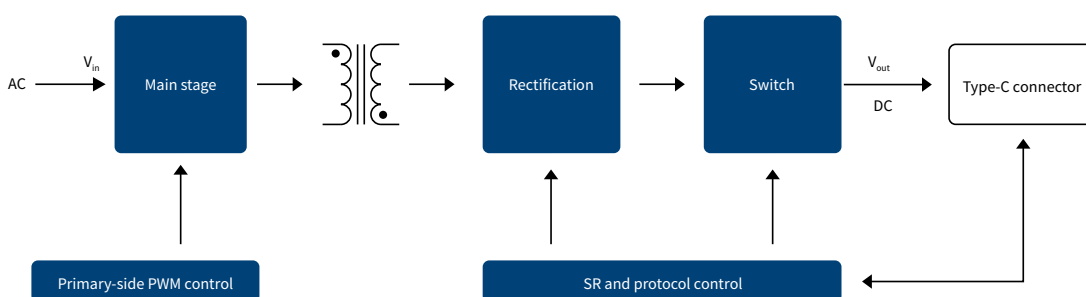 AC
Vin
Main stage
Rectification
Switch
Vout
DC
Type-C connector
Primary-side PWM control
SR and protocol control